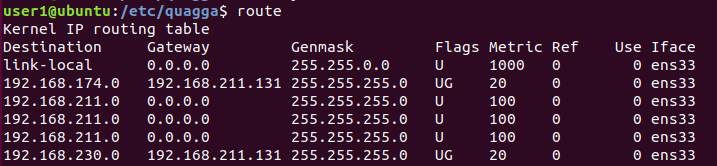 user1@ubuntu:/etc/quagga$ route
Kernel IP routing table
Destination     Gateway         Genmask         Flags Metric Ref    Use Iface
link-local      0.0.0.0         255.255.0.0     U     1000   0        0 ens33
192.168.174.0   192.168.211.131 255.255.255.0   UG    20     0        0 ens33
192.168.211.0   0.0.0.0         255.255.255.0   U     100    0        0 ens33
192.168.211.0   0.0.0.0         255.255.255.0   U     100    0        0 ens33
192.168.211.0   0.0.0.0         255.255.255.0   U     100    0        0 ens33
192.168.230.0   192.168.211.131 255.255.255.0   UG    20     0        0 ens33